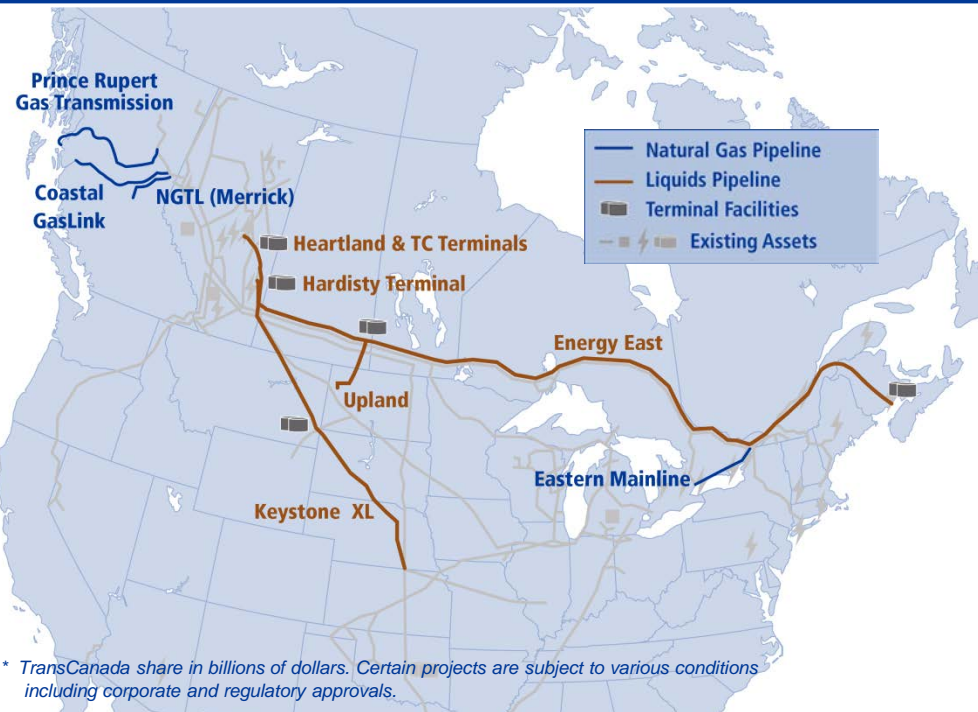 Prince Rupert
Gas Transmission
Natural Gas Pipeline
Liquids Pipeline
Terminal Facilities
Existing Assets
Coastal
GasLink
NGTL (Merrick)
Heartland & TC Terminals
Hardisty Terminal
Energy East
Upland
Eastern Mainline
Keystone XL
* TransCanada share in billions of dollars. Certain projects are subject to various conditions
including corporate and regulatory approvals.